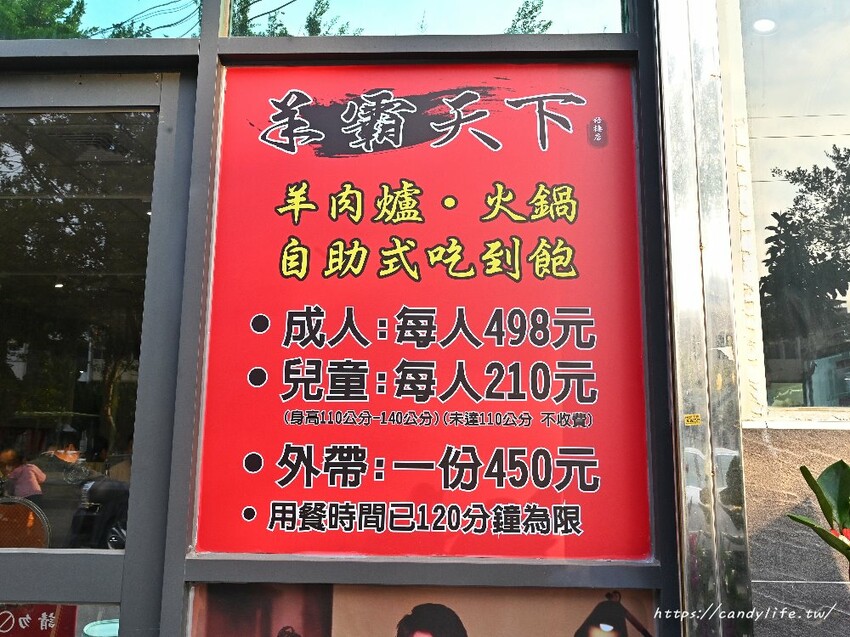 羊霸天下
羊肉爐・火鍋
自助式吃到飽
●成人:每人498元
●兒童:每人210元
(身高110公分-140公分)(未達110公分 不收費)
●外帶:一份450元
●用餐時間已120分鐘為限
請勿
https://candylife.tw/